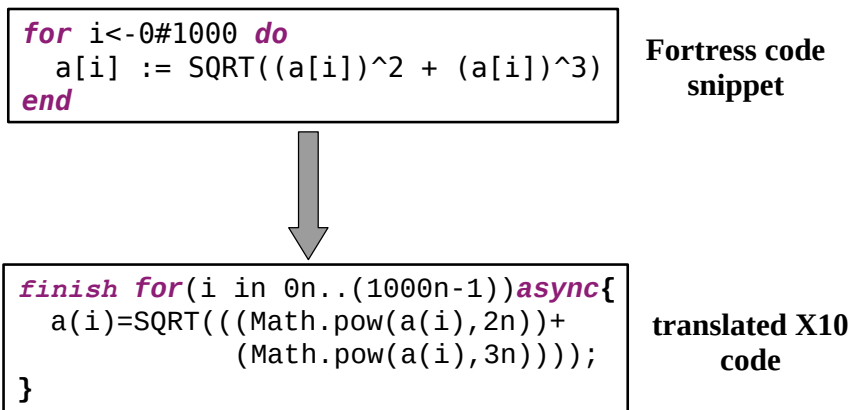 for i<-0#1000 do
  a[i] := SQRT((a[i])^2 + (a[i])^3)
end
Fortress code
snippet
finish for(i in 0n..(1000n-1))async{
  a(i)=SQRT(((Math.pow(a(i),2n))+
             (Math.pow(a(i),3n))));
}
translated X10
code